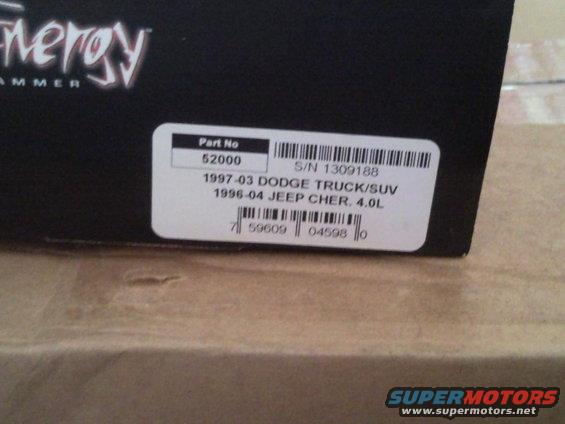 Energy
AMMER
Part No
52000
S/N 1309188
1997-03 DODGE TRUCK/SUV
1996-04 JEEP CHER. 4.0L
7 59609 04598 0
SUPERMOTORS
www.supermotors.net